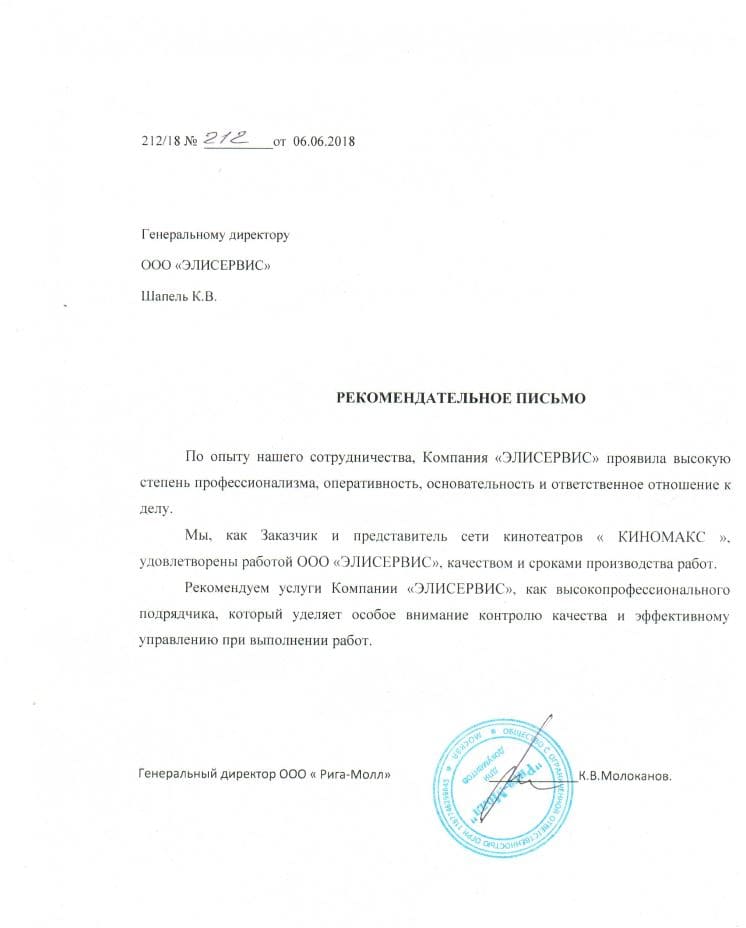 212/18 № 212 от 06.06.2018
Генеральному директору
ООО «ЭЛИСЕРВИС»
Шапель К.В.
РЕКОМЕНДАТЕЛЬНОЕ ПИСЬМО
По опыту нашего сотрудничества, Компания «ЭЛИСЕРВИС» проявила высокую
степень профессионализма, оперативность, основательность и ответственное отношение к
делу.
Мы, как Заказчик и представитель сети кинотеатров « КИНОМАКС »,
удовлетворены работой ООО «ЭЛИСЕРВИС», качеством и сроками производства работ.
Рекомендуем услуги Компании «ЭЛИСЕРВИС», как высокопрофессионального
подрядчика, который уделяет особое внимание контролю качества и эффективному
управлению при выполнении работ.
Генеральный директор ООО « Рига-Молл»
К.В.Молоканов.
ОБЩЕСТВО С ОГРАНИЧЕННОЙ ОТВЕТСТВЕННОСТЬЮ ОГРН
МОСКВА
для
документов